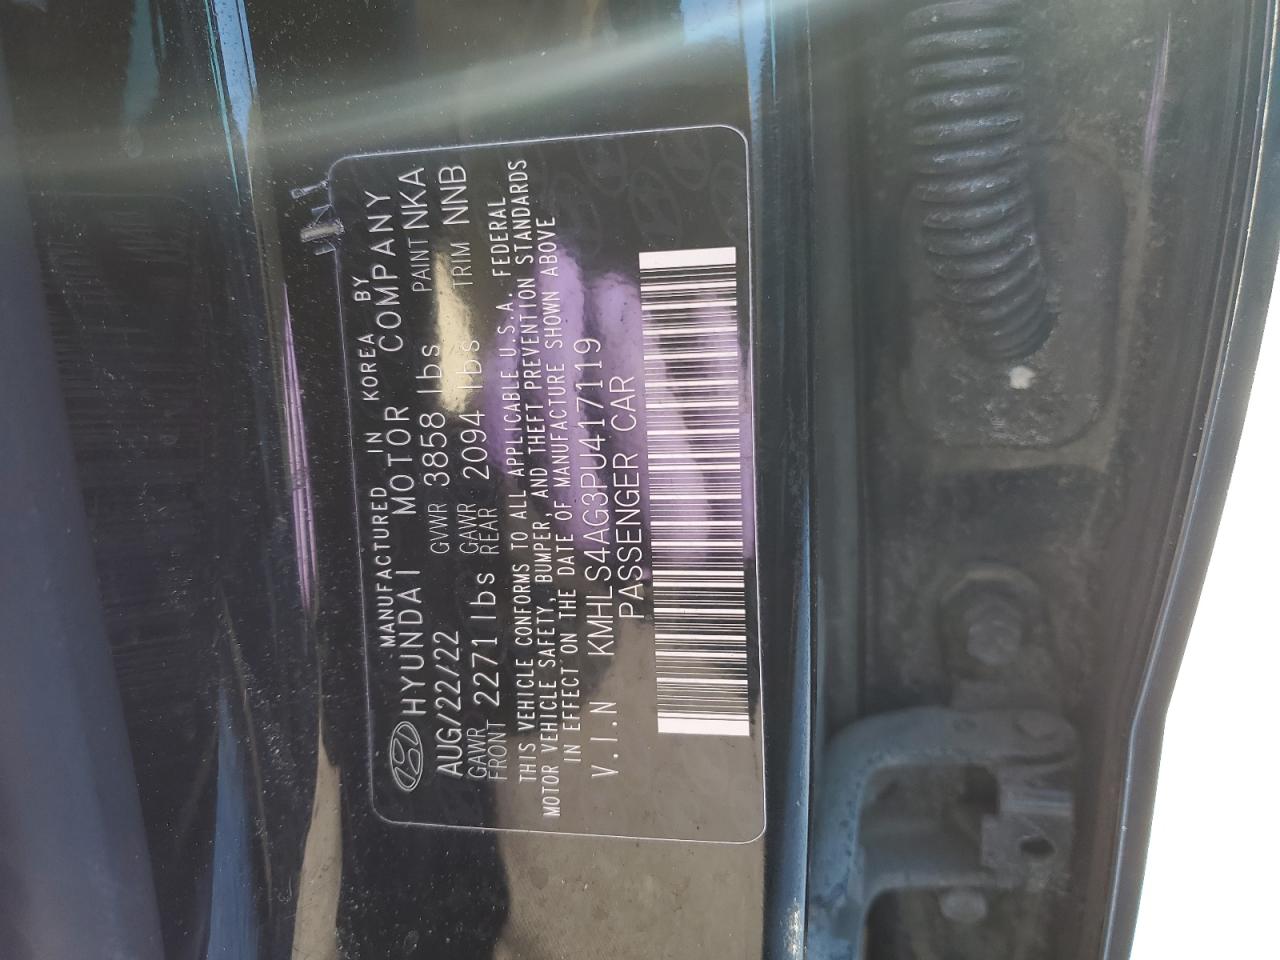 MANUFACTURED IN KOREA BY
HYUNDAI MOTOR COMPANY
AUG/22/22 GVWR 3858 lbs PAINT NKA
GAWR FRONT 2271 lbs GAWR REAR 2094 lbs TRIM NNB
THIS VEHICLE CONFORMS TO ALL APPLICABLE U.S.A. FEDERAL
MOTOR VEHICLE SAFETY, BUMPER, AND THEFT PREVENTION STANDARDS
IN EFFECT ON THE DATE OF MANUFACTURE SHOWN ABOVE
V.I.N KMHLS4AG3PU417119
PASSENGER CAR